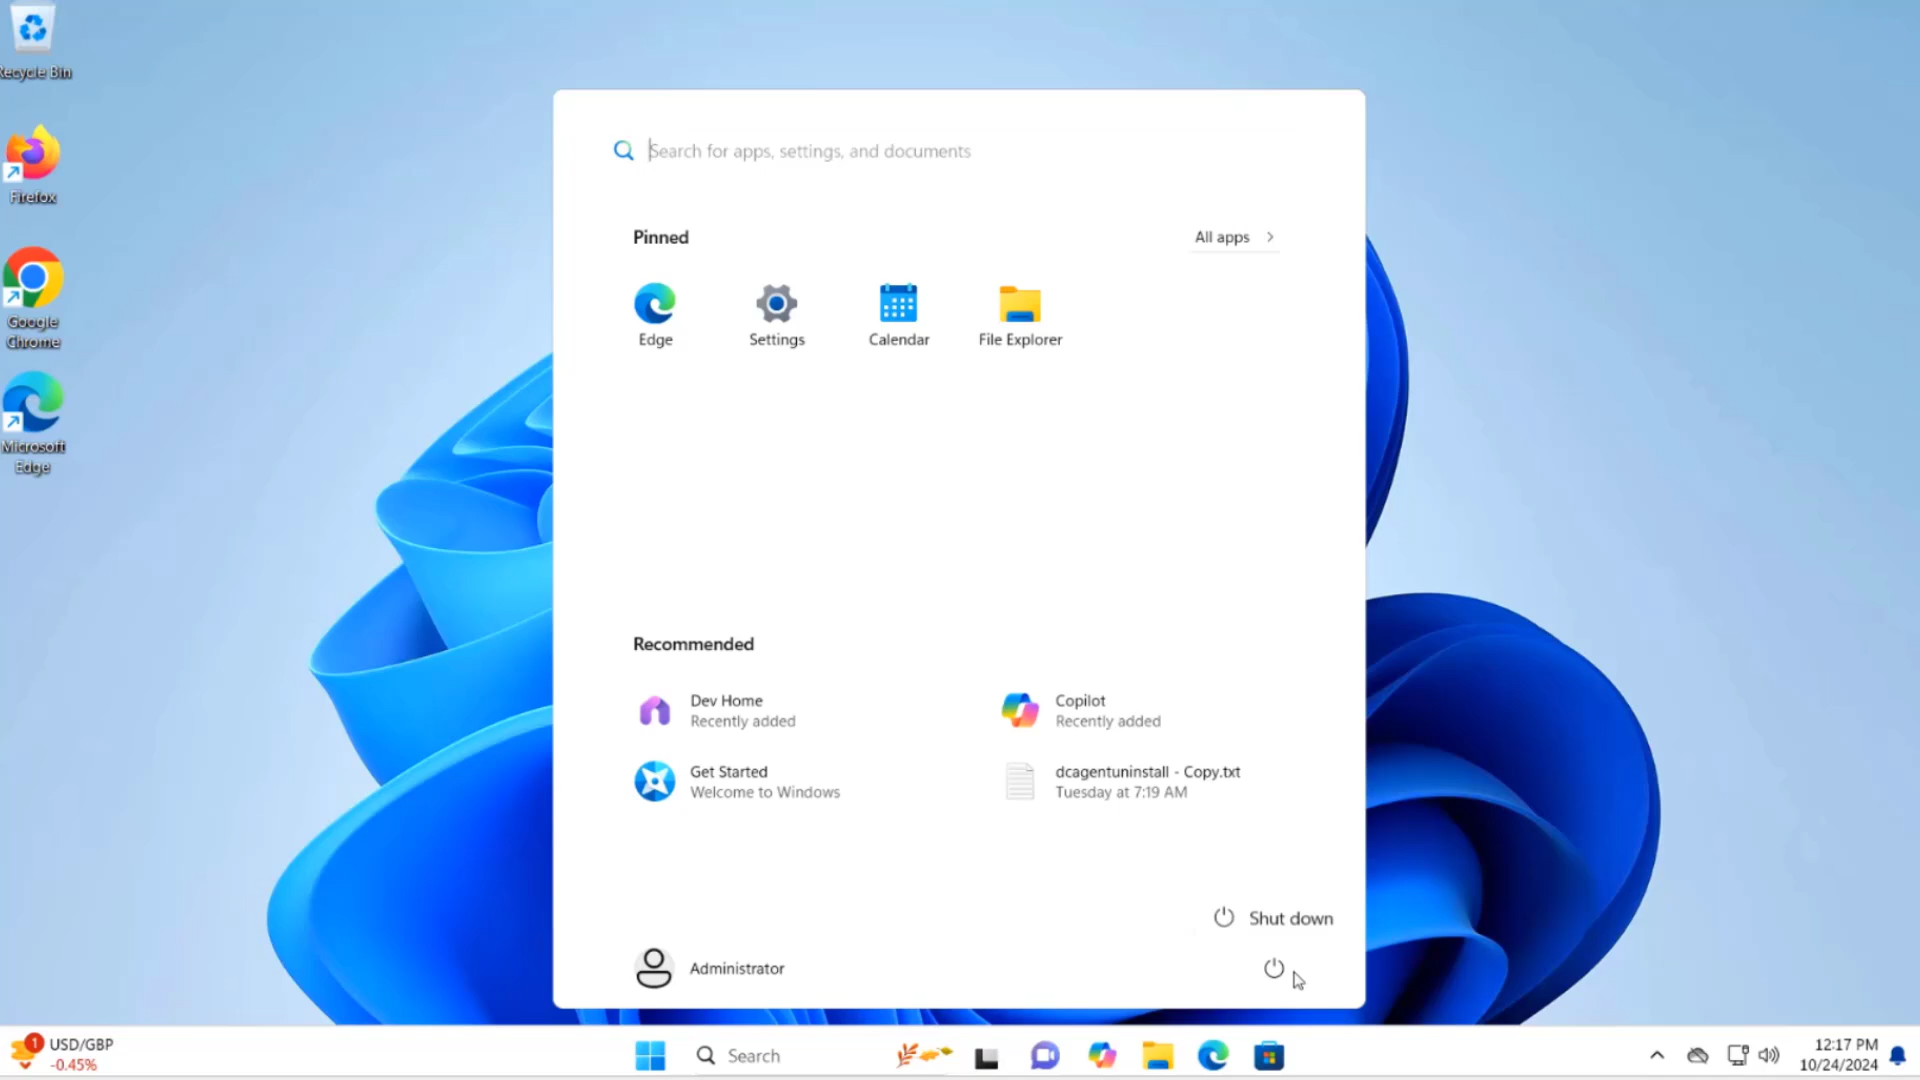 Recycle Bin
Firefox
Google
Chrome
Microsoft
Edge
Search for apps, settings, and documents
Pinned
All apps
Edge
Settings
Calendar
File Explorer
Recommended
Dev Home
Recently added
Copilot
Recently added
Get Started
Welcome to Windows
dcagentuninstall - Copy.txt
Tuesday at 7:19 AM
Shut down
Administrator
1
USD/GBP
-0.45%
Search
12:17 PM
10/24/2024